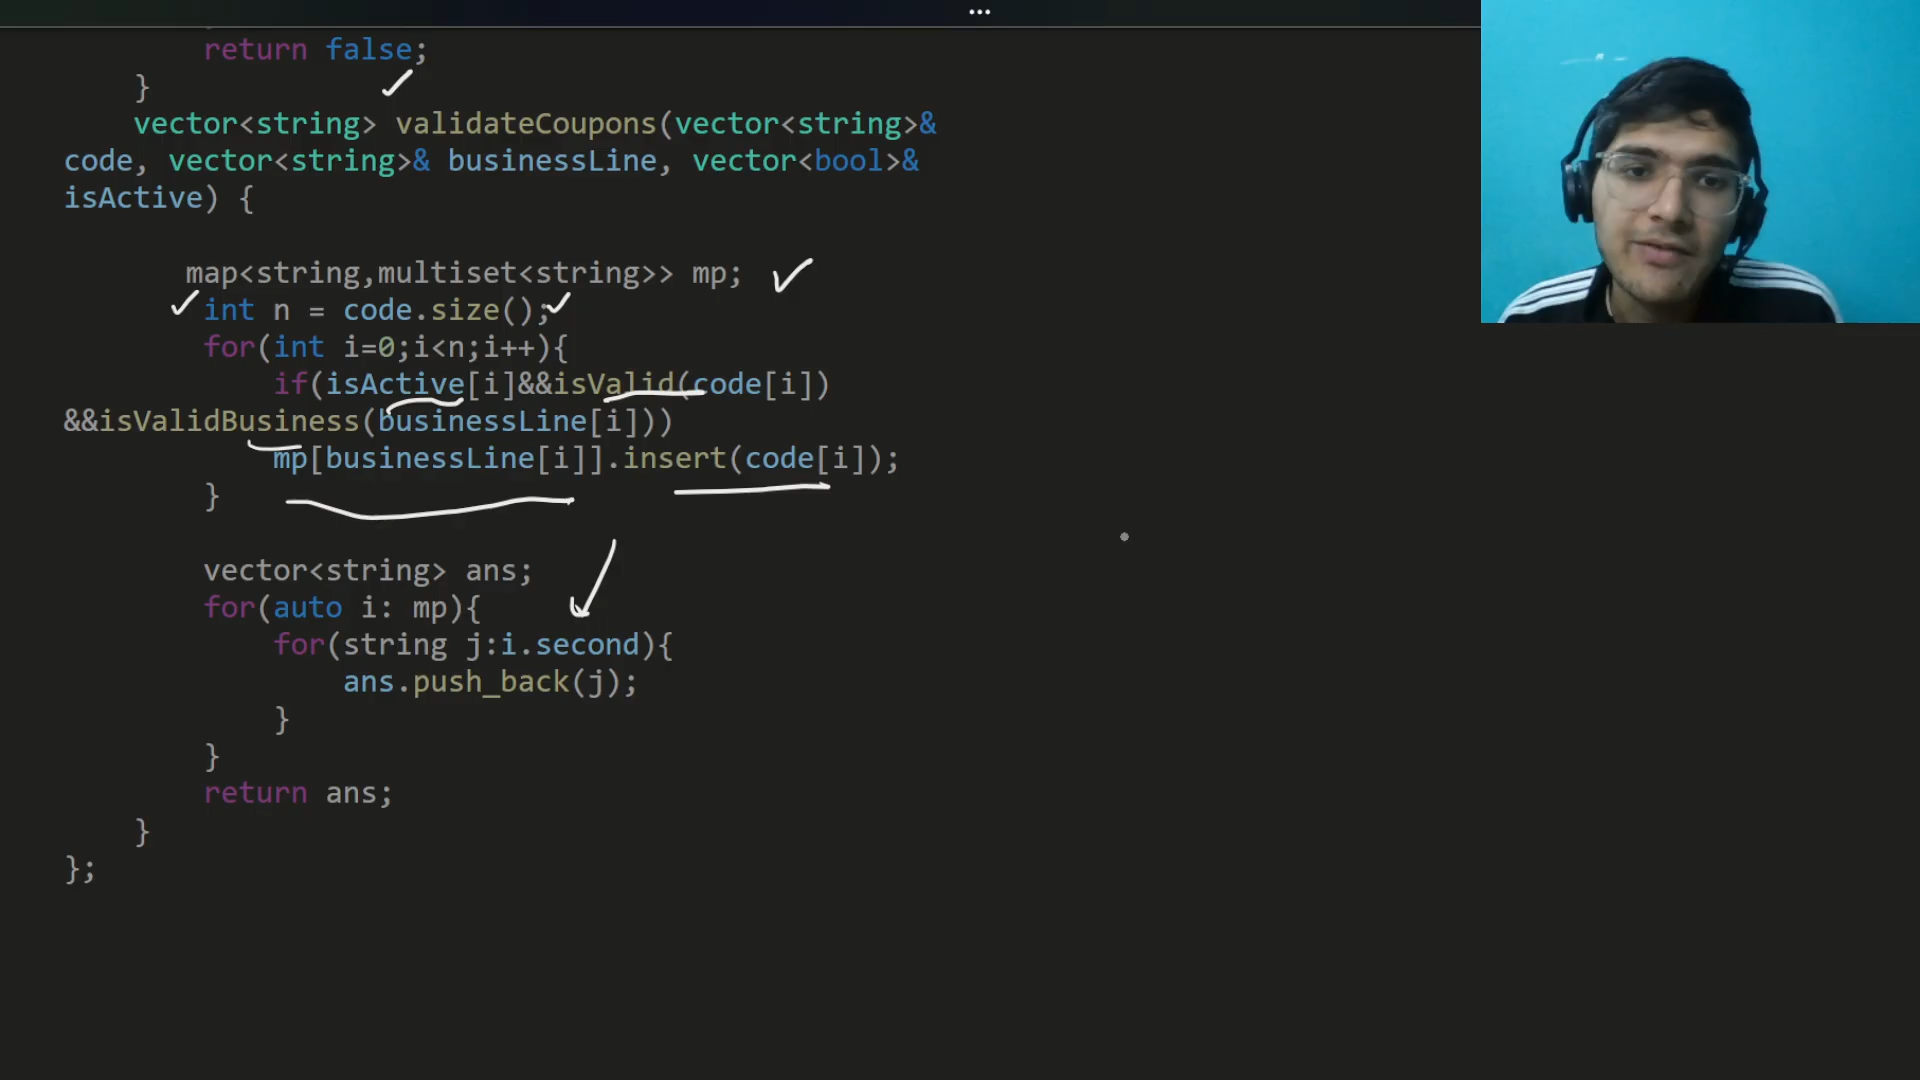 ...
return false;
}
vector<string> validateCoupons(vector<string>&
code, vector<string>& businessLine, vector<bool>&
isActive) {
map<string,multiset<string>> mp;
int n = code.size();
for(int i=0;i<n;i++){
if(isActive[i]&&isValid(code[i])
&&isValidBusiness(businessLine[i]))
mp[businessLine[i]].insert(code[i]);
}
vector<string> ans;
for(auto i: mp){
for(string j:i.second){
ans.push_back(j);
}
}
return ans;
}
};